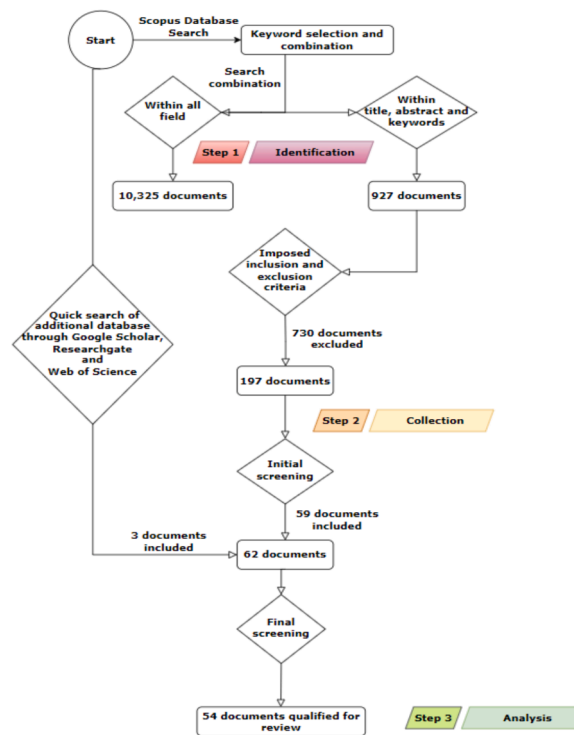 Scopus Database
Search
Start
Keyword selection and
combination
Search
combination
Within all
field
Within
title, abstract and
keywords
Step 1
Identification
10,325 documents
927 documents
Imposed
inclusion and
exclusion
criteria
Quick search of
additional database
through Google Scholar,
Researchgate
and
Web of Science
730 documents
excluded
197 documents
Step 2
Collection
Initial
screening
59 documents
included
3 documents
included
62 documents
Final
screening
54 documents qualified for
review
Step 3
Analysis